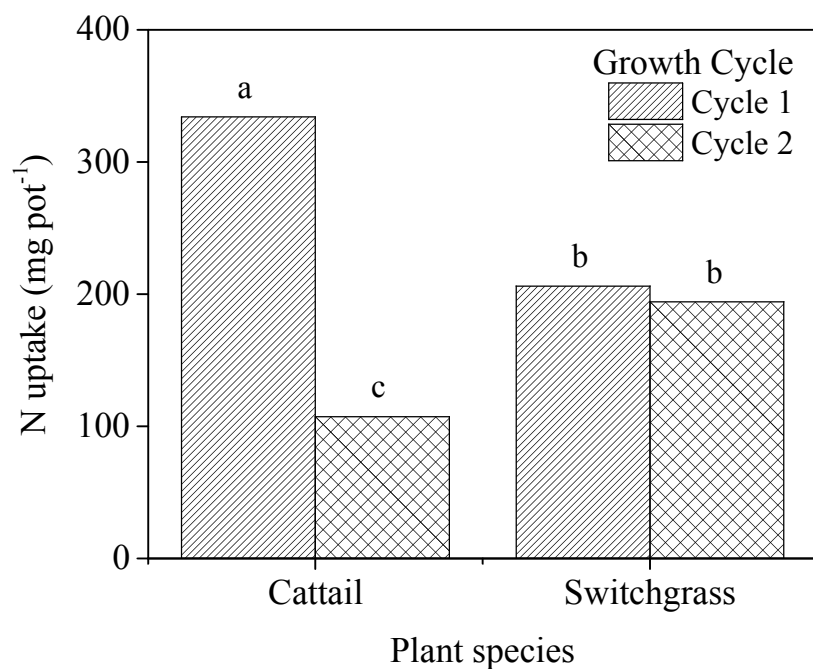 N uptake (mg pot⁻¹)
400
300
200
100
0
Growth Cycle
Cycle 1
Cycle 2
a
c
b
b
Cattail
Switchgrass
Plant species